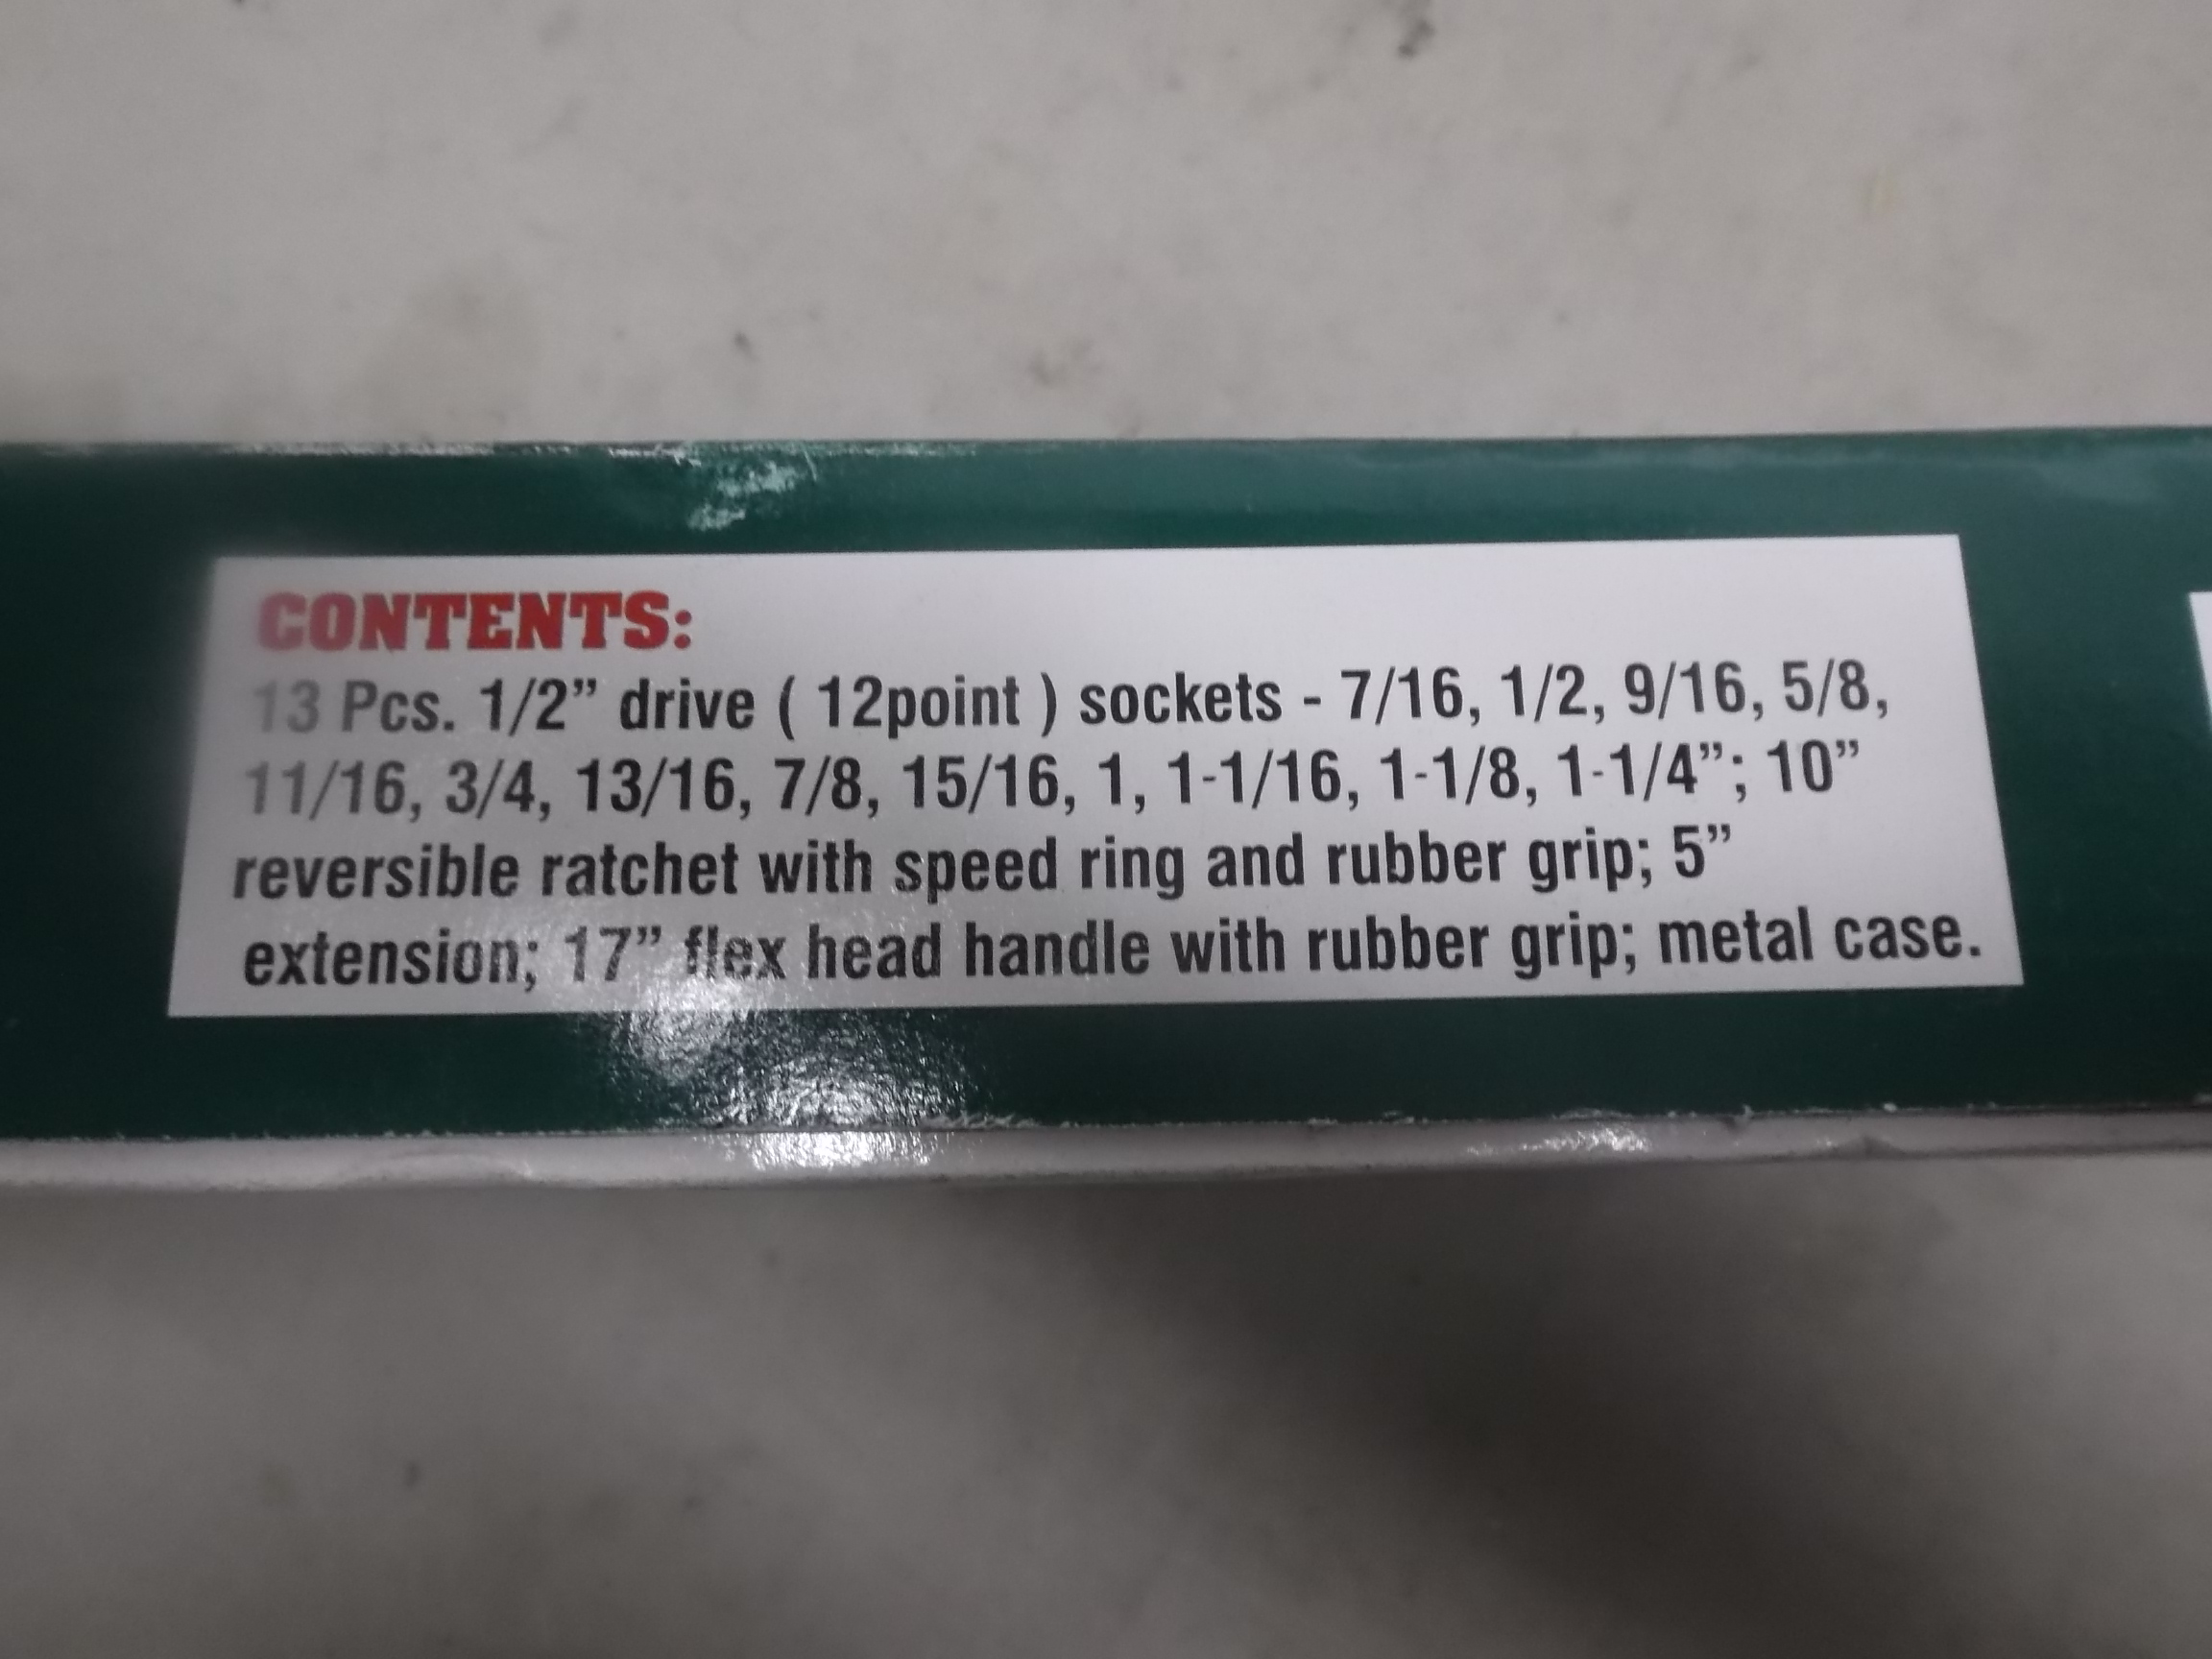 CONTENTS:
13 Pcs. 1/2” drive ( 12point ) sockets - 7/16, 1/2, 9/16, 5/8,
11/16, 3/4, 13/16, 7/8, 15/16, 1, 1-1/16, 1-1/8, 1-1/4”; 10”
reversible ratchet with speed ring and rubber grip; 5”
extension; 17” flex head handle with rubber grip; metal case.